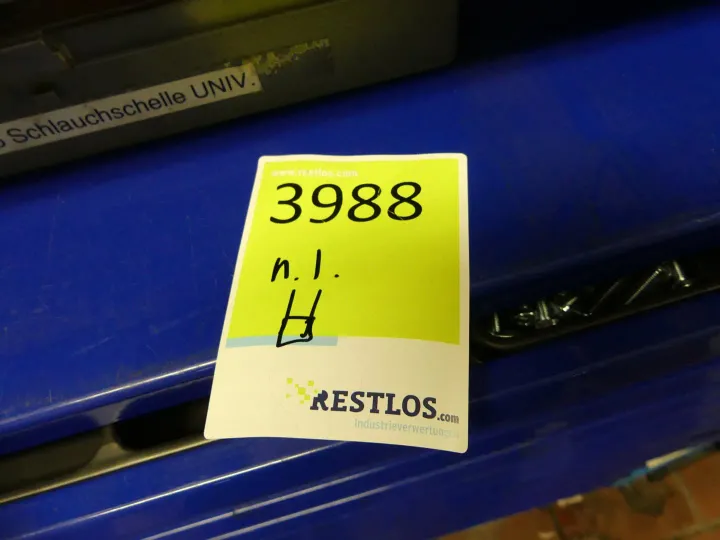 Schlauchschelle UNIV.
www.restlos.com
3988
n. l.
RESTLOS.com
Industrieverwertung